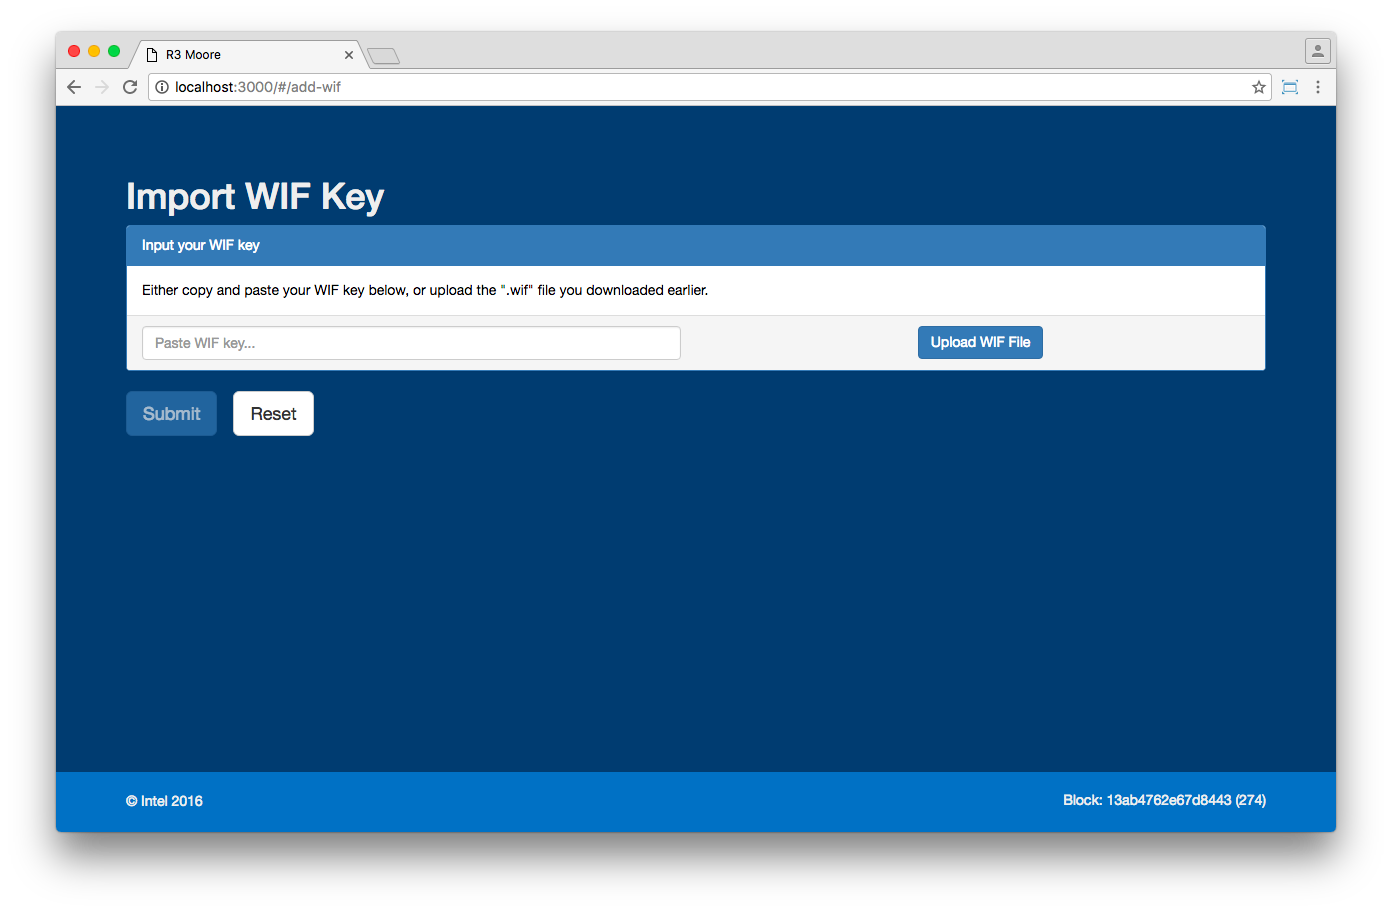 R3 Moore
localhost:3000/#/add-wif
Import WIF Key
Input your WIF key
Either copy and paste your WIF key below, or upload the ".wif" file you downloaded earlier.
Paste WIF key...
Upload WIF File
Submit
Reset
© Intel 2016
Block: 13ab4762e67d8443 (274)